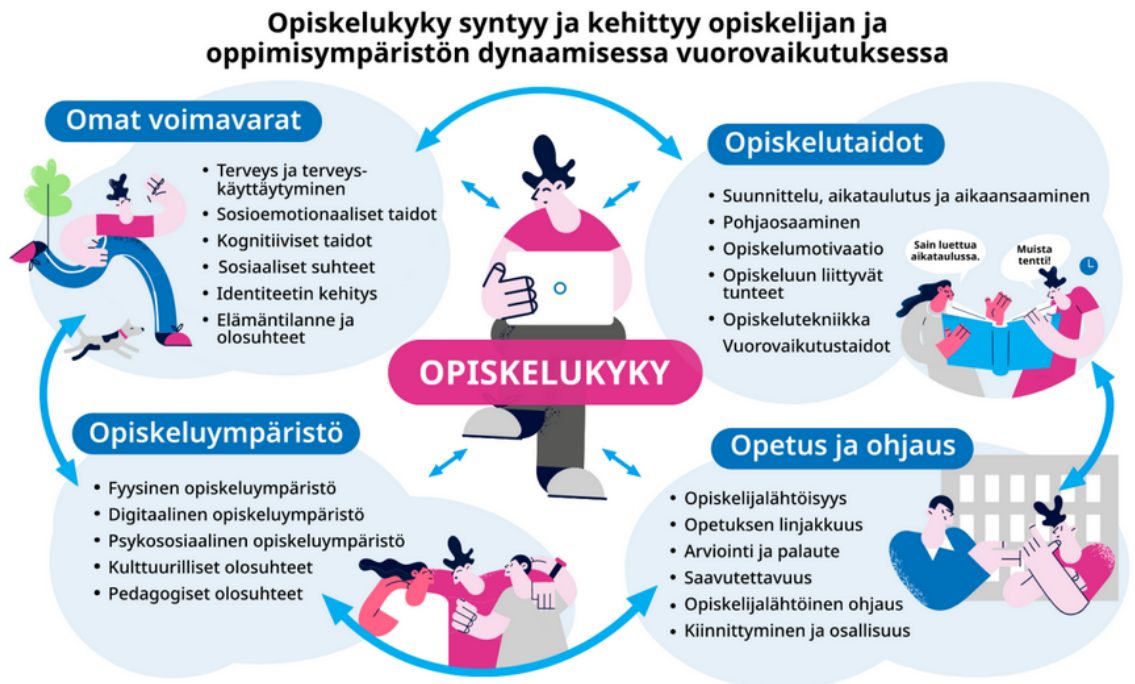 Opiskelukyky syntyy ja kehittyy opiskelijan ja
oppimisympäristön dynaamisessa vuorovaikutuksessa
Omat voimavarat
• Terveys ja terveys-
käyttäytyminen
• Sosioemotionaaliset taidot
• Kognitiiviset taidot
• Sosiaaliset suhteet
• Identiteetin kehitys
• Elämäntilanne ja
olosuhteet
Opiskelutaidot
• Suunnittelu, aikataulutus ja aikaansaaminen
• Pohjaosaaminen
• Opiskelumotivaatio
• Opiskeluun liittyvät
tunteet
• Opiskelutekniikka
Vuorovaikutustaidot
Sain luettua
aikataulussa.
Muista
tentti!
OPISKELUKYKY
Opiskeluympäristö
• Fyysinen opiskeluympäristö
• Digitaalinen opiskeluympäristö
• Psykososiaalinen opiskeluympäristö
• Kulttuurilliset olosuhteet
• Pedagogiset olosuhteet
Opetus ja ohjaus
• Opiskelijalähtöisyys
• Opetuksen linjakkuus
• Arviointi ja palaute
• Saavutettavuus
• Opiskelijalähtöinen ohjaus
• Kiinnittyminen ja osallisuus